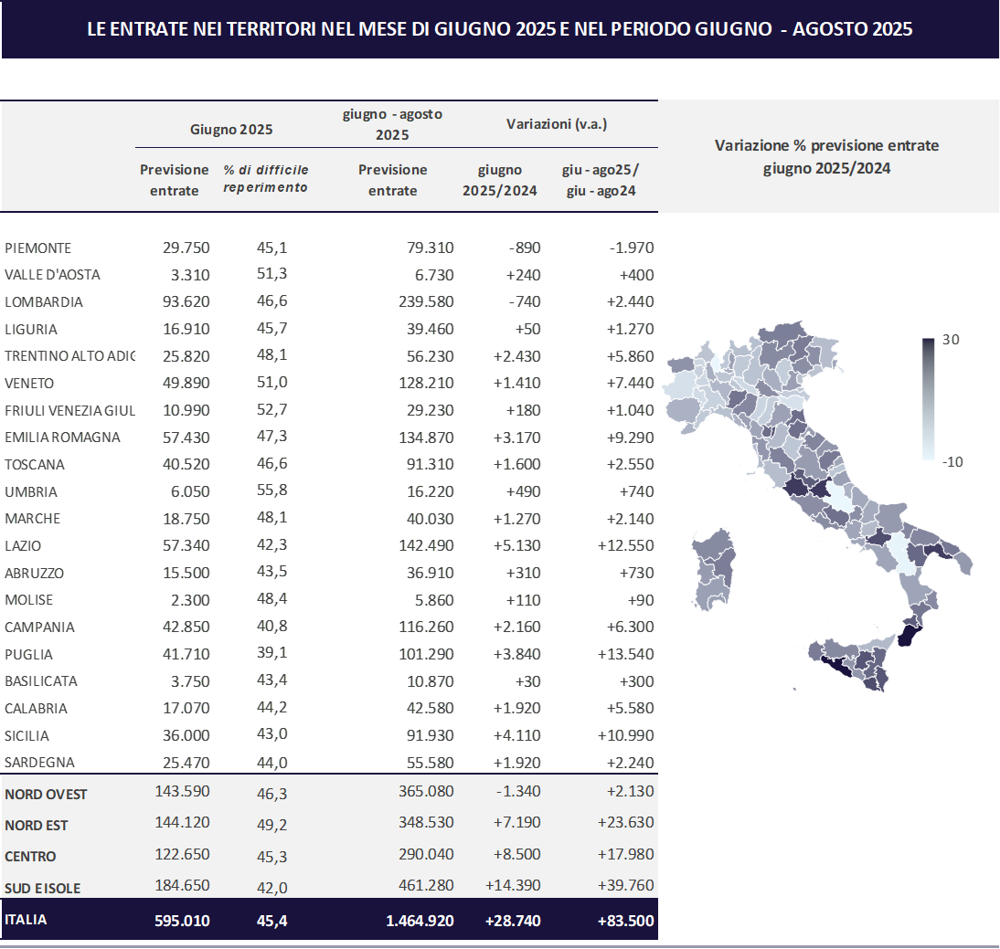 LE ENTRATE NEI TERRITORI NEL MESE DI GIUGNO 2025 E NEL PERIODO GIUGNO - AGOSTO 2025
Giugno 2025 giugno - agosto 2025 Variazioni (v.a.)
Previsione entrate % di difficile reperimento Previsione entrate giugno 2025/2024 giu - ago25/ giu - ago24
PIEMONTE 29.750 45,1 79.310 -890 -1.970
VALLE D'AOSTA 3.310 51,3 6.730 +240 +400
LOMBARDIA 93.620 46,6 239.580 -740 +2.440
LIGURIA 16.910 45,7 39.460 +50 +1.270
TRENTINO ALTO ADIG 25.820 48,1 56.230 +2.430 +5.860
VENETO 49.890 51,0 128.210 +1.410 +7.440
FRIULI VENEZIA GIUL 10.990 52,7 29.230 +180 +1.040
EMILIA ROMAGNA 57.430 47,3 134.870 +3.170 +9.290
TOSCANA 40.520 46,6 91.310 +1.600 +2.550
UMBRIA 6.050 55,8 16.220 +490 +740
MARCHE 18.750 48,1 40.030 +1.270 +2.140
LAZIO 57.340 42,3 142.490 +5.130 +12.550
ABRUZZO 15.500 43,5 36.910 +310 +730
MOLISE 2.300 48,4 5.860 +110 +90
CAMPANIA 42.850 40,8 116.260 +2.160 +6.300
PUGLIA 41.710 39,1 101.290 +3.840 +13.540
BASILICATA 3.750 43,4 10.870 +30 +300
CALABRIA 17.070 44,2 42.580 +1.920 +5.580
SICILIA 36.000 43,0 91.930 +4.110 +10.990
SARDEGNA 25.470 44,0 55.580 +1.920 +2.240
NORD OVEST 143.590 46,3 365.080 -1.340 +2.130
NORD EST 144.120 49,2 348.530 +7.190 +23.630
CENTRO 122.650 45,3 290.040 +8.500 +17.980
SUD E ISOLE 184.650 42,0 461.280 +14.390 +39.760
ITALIA 595.010 45,4 1.464.920 +28.740 +83.500
Variazione % previsione entrate
giugno 2025/2024
30
-10